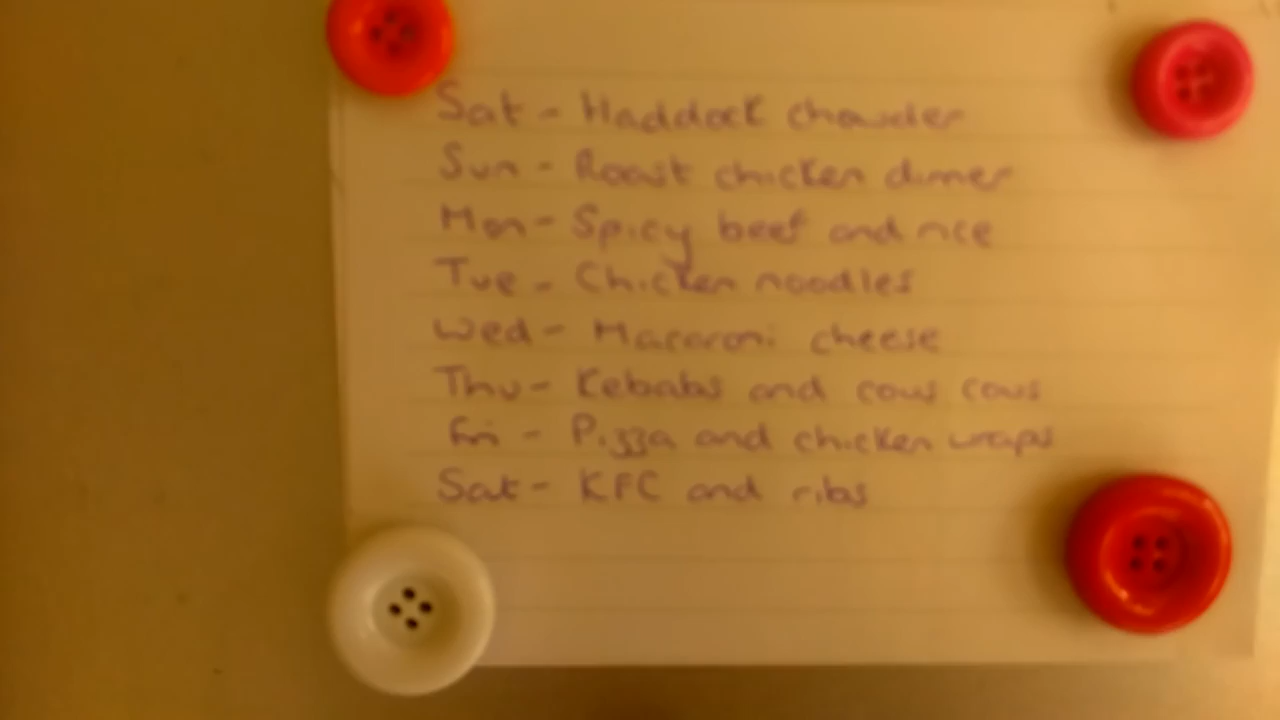 Sat - Haddock chowder
Sun - Roast chicken dinner
Mon - Spicy beef and rice
Tue - Chicken noodles
Wed - Macaroni cheese
Thu - Kebabs and cous cous
Fri - Pizza and chicken wraps
Sat - KFC and ribs